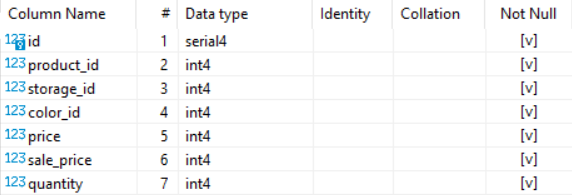 Column Name # Data type Identity Collation Not Null
123 id 1 serial4 [v]
123 product_id 2 int4 [v]
123 storage_id 3 int4 [v]
123 color_id 4 int4 [v]
123 price 5 int4 [v]
123 sale_price 6 int4 [v]
123 quantity 7 int4 [v]